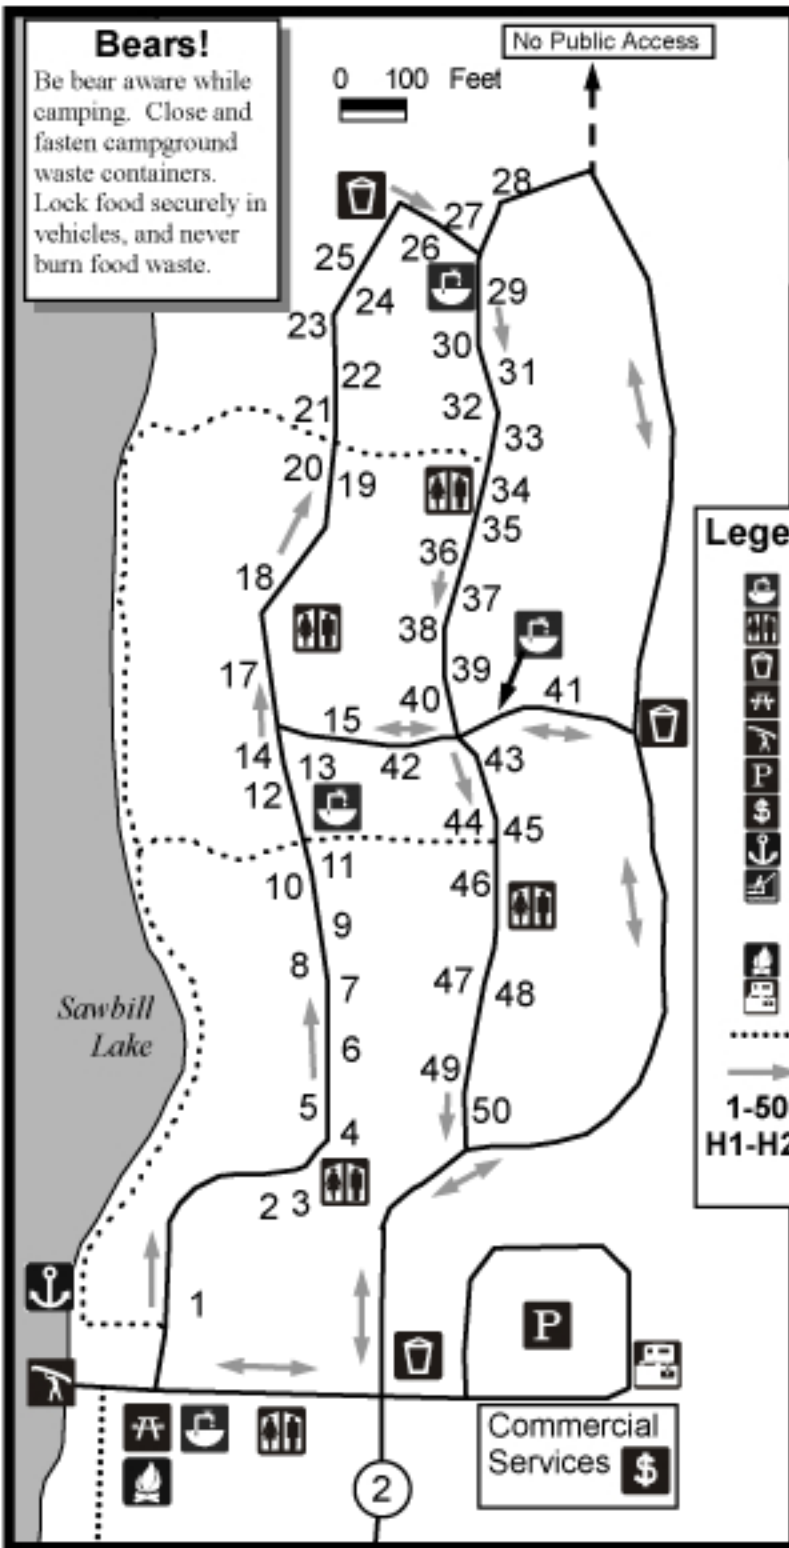 Bears!
Be bear aware while
camping. Close and
fasten campground
waste containers.
Lock food securely in
vehicles, and never
burn food waste.
No Public Access
0 100 Feet
28
27
26
25
24
29
23
30
31
22
21
32
33
20
19
34
35
36
18
37
38
39
17
40
41
15
14
13
42
43
12
44
45
11
10
46
9
8
7
47
48
6
49
5
50
4
2
3
1
Sawbill
Lake
P
Commercial
Services $
2
Lege
P
$
1-50
H1-H2